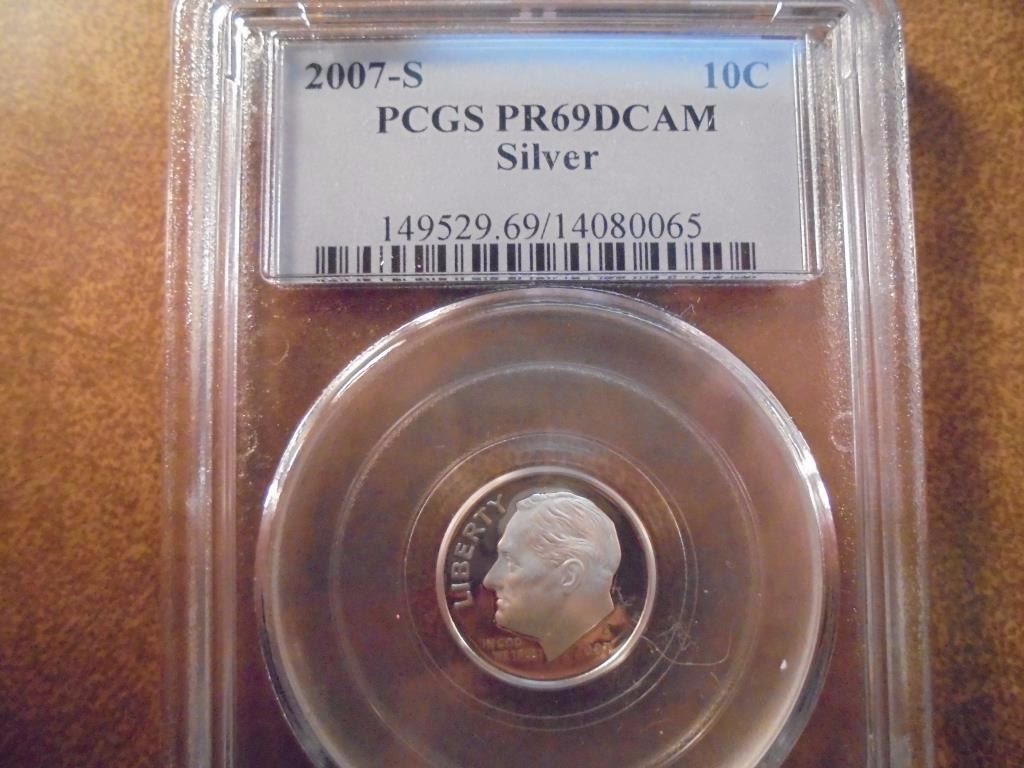 2007-S 10C
PCGS PR69DCAM
Silver
149529.69/14080065
LIBERTY